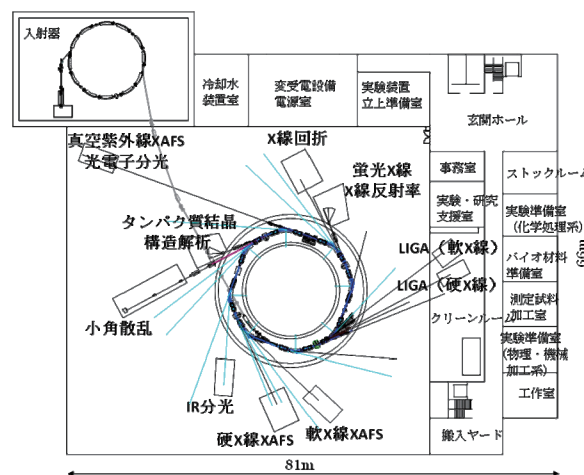 入射器
冷却水
装置室
変受電設備
電源室
実験装置
立上準備室
玄関ホール
真空紫外線XAFS
光電子分光
X線回折
蛍光X線
X線反射率
事務室
ストックルーム
実験・研究
支援室
タンパク質結晶
構造解析
実験準備室
(化学処理系)
LIGA（軟X線）
バイオ材料
準備室
LIGA（硬X線）
小角散乱
クリーンルーム
測定試料
加工室
実験準備室
(物理・機械
加工系)
IR分光
硬X線XAFS
軟X線XAFS
工作室
搬入ヤード
81m